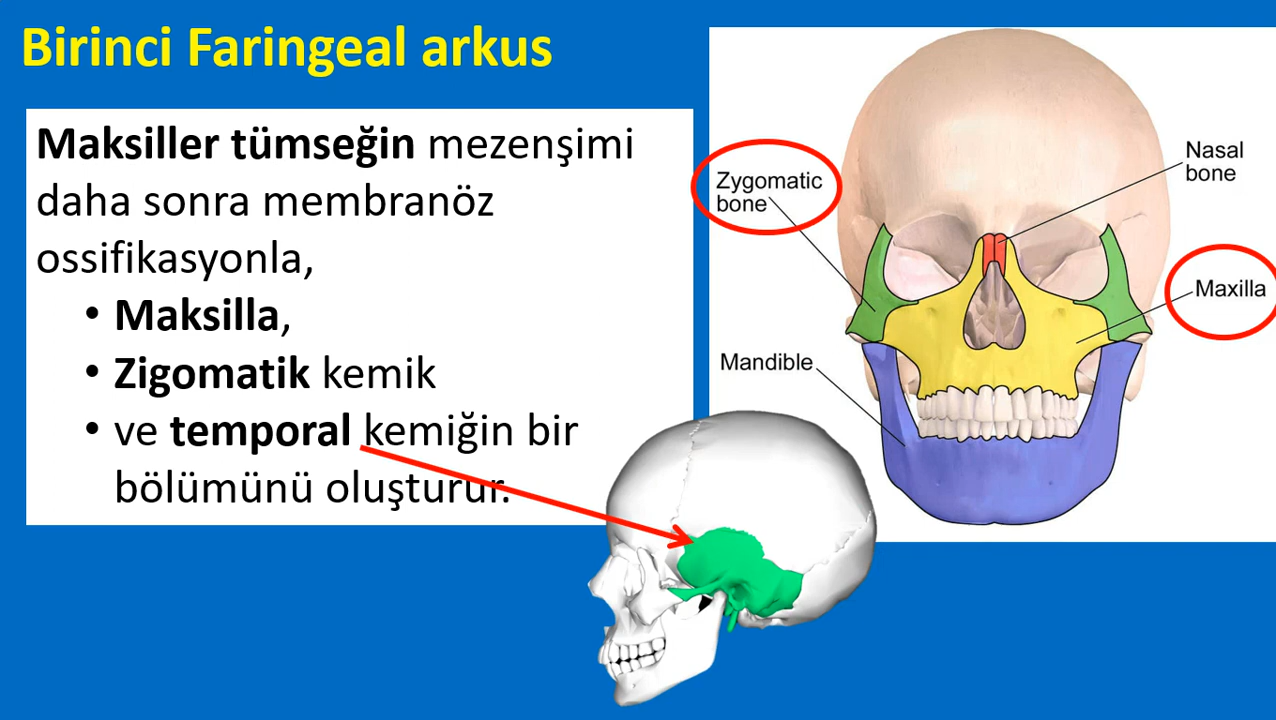 Birinci Faringeal arkus
Maksiller tümseğin mezenşimi
daha sonra membranöz
ossifikasyonla,
• Maksilla,
• Zigomatik kemik
• ve temporal kemiğin bir
bölümünü oluşturur.
Zygomatic
bone
Nasal
bone
Maxilla
Mandible